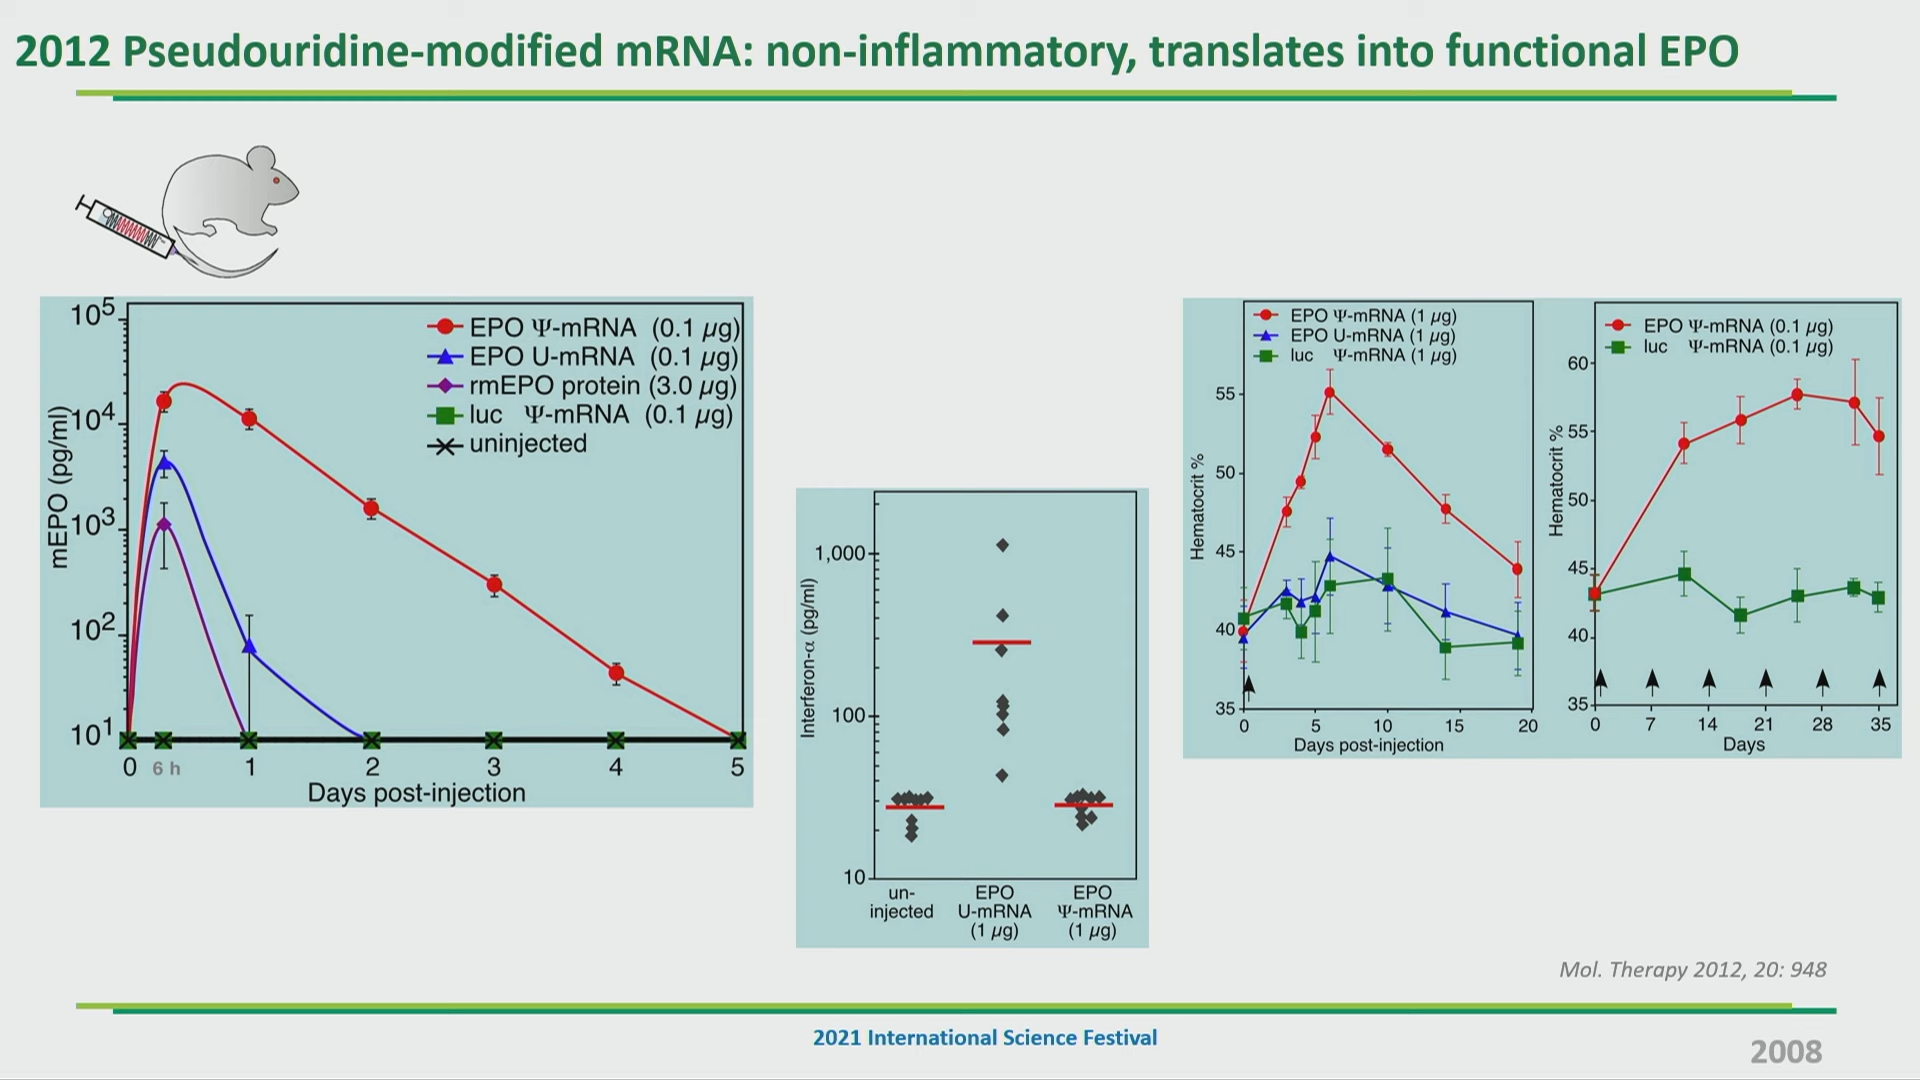 2012 Pseudouridine-modified mRNA: non-inflammatory, translates into functional EPO
10⁵
10⁴
10³
10²
10¹
mEPO (pg/ml)
EPO Ψ-mRNA (0.1 µg)
EPO U-mRNA (0.1 µg)
rmEPO protein (3.0 µg)
luc Ψ-mRNA (0.1 µg)
uninjected
0 6 h 1 2 3 4 5
Days post-injection
Interferon-α (pg/ml)
1,000
100
10
un-
injected
EPO
U-mRNA
(1 µg)
EPO
Ψ-mRNA
(1 µg)
EPO Ψ-mRNA (1 µg)
EPO U-mRNA (1 µg)
luc Ψ-mRNA (1 µg)
Hematocrit %
55
50
45
40
35
0 5 10 15 20
Days post-injection
EPO Ψ-mRNA (0.1 µg)
luc Ψ-mRNA (0.1 µg)
Hematocrit %
60
55
50
45
40
35
0 7 14 21 28 35
Days
Mol. Therapy 2012, 20: 948
2021 International Science Festival
2008